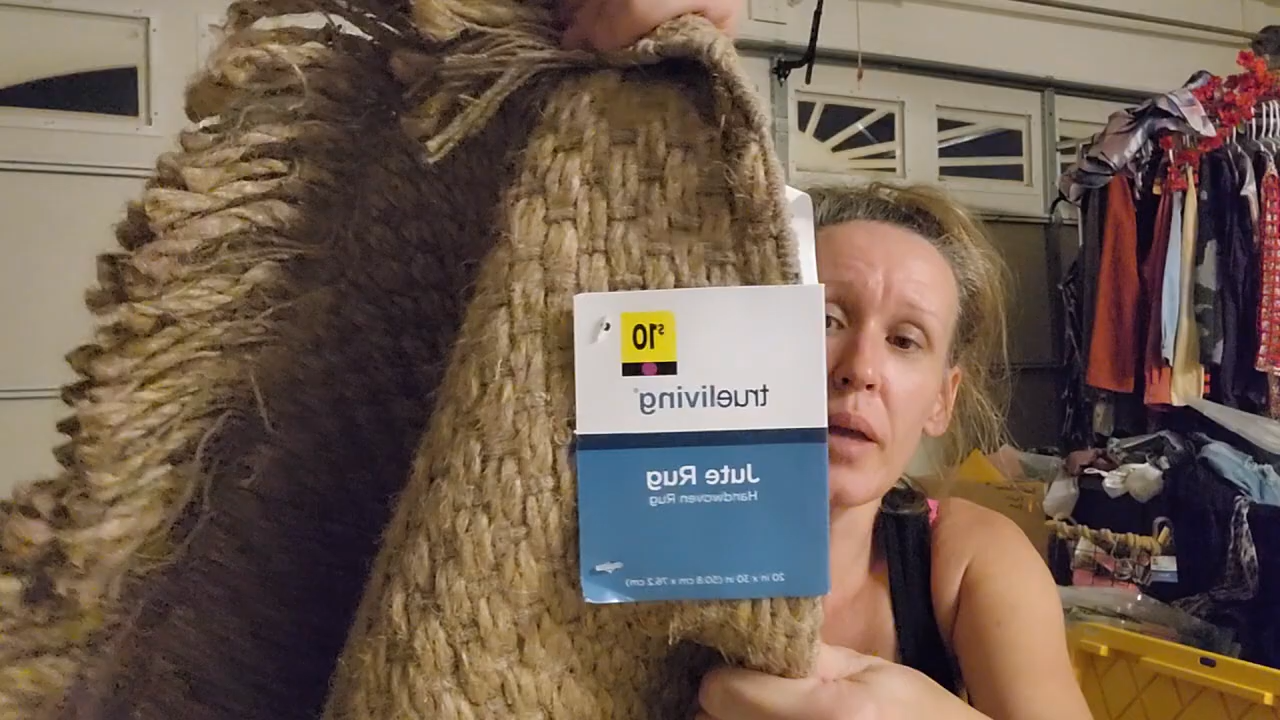 $10
trueliving
Jute Rug
Handwoven Rug
20 in x 30 in (50.8 cm x 76.2 cm)